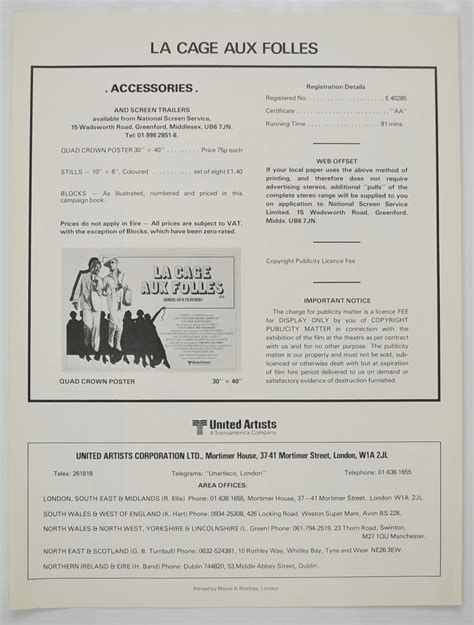 LA CAGE AUX FOLLES
. ACCESSORIES .
AND SCREEN TRAILERS
available from National Screen Service,
15 Wadsworth Road, Greenford, Middlesex, UB6 7JN.
Tel: 01-998 2851-8.
QUAD CROWN POSTER 30'' × 40'' . . . . . . . Price 75p each
STILLS – 10'' × 8'', Coloured . . . . . . . . . . set of eight £1.40
BLOCKS – As illustrated, numbered and priced in this
campaign book.
Prices do not apply in Eire – All prices are subject to VAT,
with the exception of Blocks, which have been zero-rated.
LA CAGE
AUX FOLLES
(BIRDS OF A FEATHER)
AA
United Artists
QUAD CROWN POSTER 30'' × 40''
Registration Details
Registered No. . . . . . . . . . . . . . . . . . . . . . E 40285
Certificate . . . . . . . . . . . . . . . . . . . . . . . . . ''AA''
Running Time . . . . . . . . . . . . . . . . . . . . . 91 mins.
WEB-OFFSET
If your local paper uses the above method of
printing, and therefore does not require
advertising stereos, additional ''pulls'' of the
complete stereo range will be supplied to you
on application to National Screen Service
Limited, 15 Wadsworth Road, Greenford,
Middx. UB6 7JN.
Copyright Publicity Licence Fee
IMPORTANT NOTICE
The charge for publicity matter is a licence FEE
for DISPLAY ONLY by you of COPYRIGHT
PUBLICITY MATTER in connection with the
exhibition of the film at the theatre as per contract
with us and for no other purpose. The publicity
matter is our property and must not be sold, sub-
licenced or otherwise dealt with but at expiration
of film hire period delivered to us on demand or
satisfactory evidence of destruction furnished.
United Artists
A Transamerica Company
UNITED ARTISTS CORPORATION LTD., Mortimer House, 37-41 Mortimer Street, London, W1A 2JL
Telex: 261818 Telegrams: ''Unartisco, London'' Telephone: 01-636 1655
AREA OFFICES:
LONDON, SOUTH-EAST & MIDLANDS (R. Ellis) Phone: 01-636 1655, Mortimer House, 37–41 Mortimer Street, London W1A 2JL.
SOUTH WALES & WEST OF ENGLAND (K. Hart) Phone: 0934-25308, 426 Locking Road, Weston Super Mare, Avon BS 22B.
NORTH WALES & NORTH WEST, YORKSHIRE & LINCOLNSHIRE (L. Green) Phone: 061-794-2519, 23 Thorn Road, Swinton,
M27 1QU Manchester.
NORTH EAST & SCOTLAND (G. B. Turnbull) Phone: 0632-524381, 10 Rothley Way, Whitley Bay, Tyne and Wear NE26 3EW.
NORTHERN IRELAND & EIRE (H. Band) Phone: Dublin 744820, 53 Middle Abbey Street, Dublin.
Printed by Moore & Matthes, London